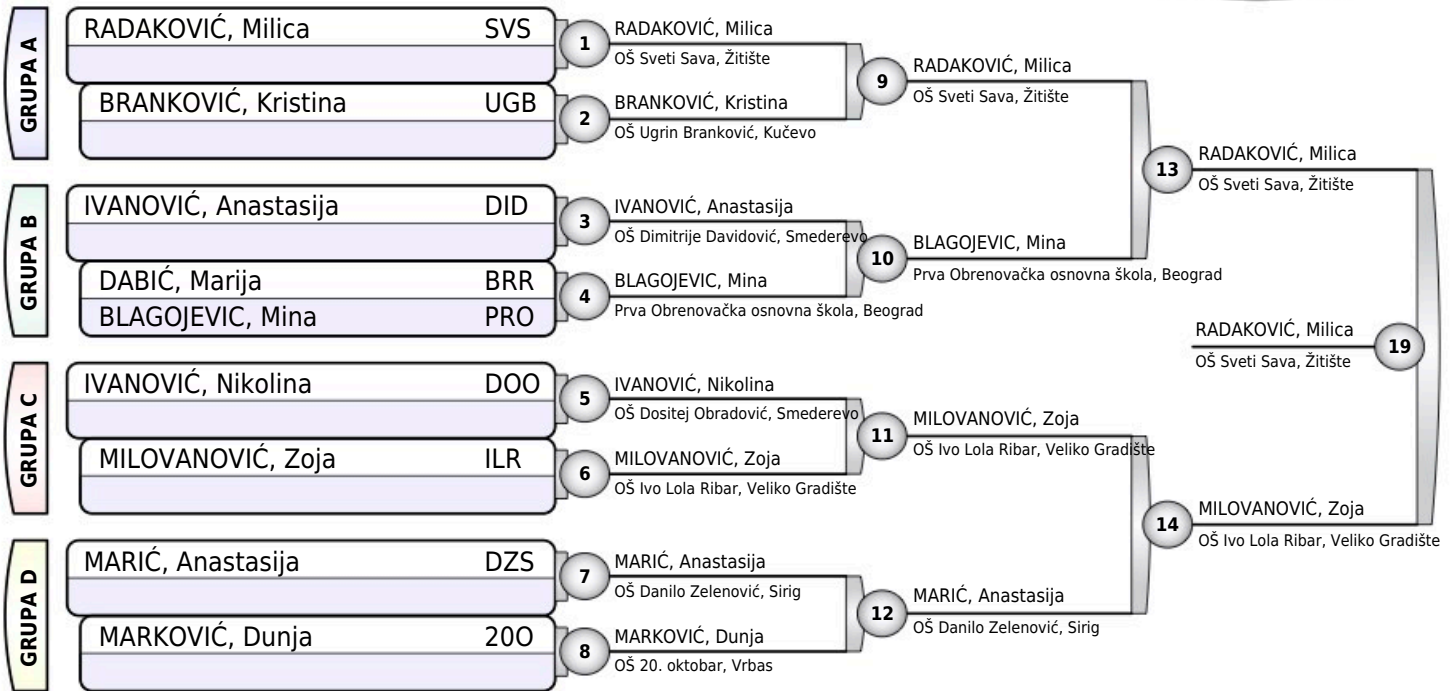 GRUPA A
RADAKOVIĆ, Milica SVS
BRANKOVIĆ, Kristina UGB
GRUPA B
IVANOVIĆ, Anastasija DID
DABIĆ, Marija BRR
BLAGOJEVIC, Mina PRO
GRUPA C
IVANOVIĆ, Nikolina DOO
MILOVANOVIĆ, Zoja ILR
GRUPA D
MARIĆ, Anastasija DZS
MARKOVIĆ, Dunja 20O
1
RADAKOVIĆ, Milica
OŠ Sveti Sava, Žitište
2
BRANKOVIĆ, Kristina
OŠ Ugrin Branković, Kučevo
3
IVANOVIĆ, Anastasija
OŠ Dimitrije Davidović, Smederevo
4
BLAGOJEVIC, Mina
Prva Obrenovačka osnovna škola, Beograd
5
IVANOVIĆ, Nikolina
OŠ Dositej Obradović, Smederevo
6
MILOVANOVIĆ, Zoja
OŠ Ivo Lola Ribar, Veliko Gradište
7
MARIĆ, Anastasija
OŠ Danilo Zelenović, Sirig
8
MARKOVIĆ, Dunja
OŠ 20. oktobar, Vrbas
9
RADAKOVIĆ, Milica
OŠ Sveti Sava, Žitište
10
BLAGOJEVIC, Mina
Prva Obrenovačka osnovna škola, Beograd
11
MILOVANOVIĆ, Zoja
OŠ Ivo Lola Ribar, Veliko Gradište
12
MARIĆ, Anastasija
OŠ Danilo Zelenović, Sirig
13
RADAKOVIĆ, Milica
OŠ Sveti Sava, Žitište
14
MILOVANOVIĆ, Zoja
OŠ Ivo Lola Ribar, Veliko Gradište
RADAKOVIĆ, Milica
OŠ Sveti Sava, Žitište
19